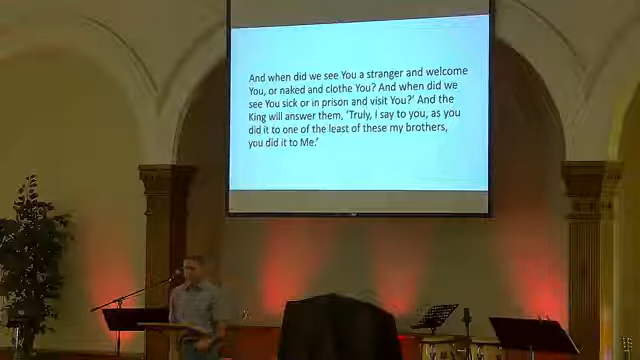 And when did we see You a stranger and welcome
You, or naked and clothe You? And when did we
see You sick or in prison and visit You?’ And the
King will answer them, ‘Truly, I say to you, as you
did it to one of the least of these my brothers,
you did it to Me.’